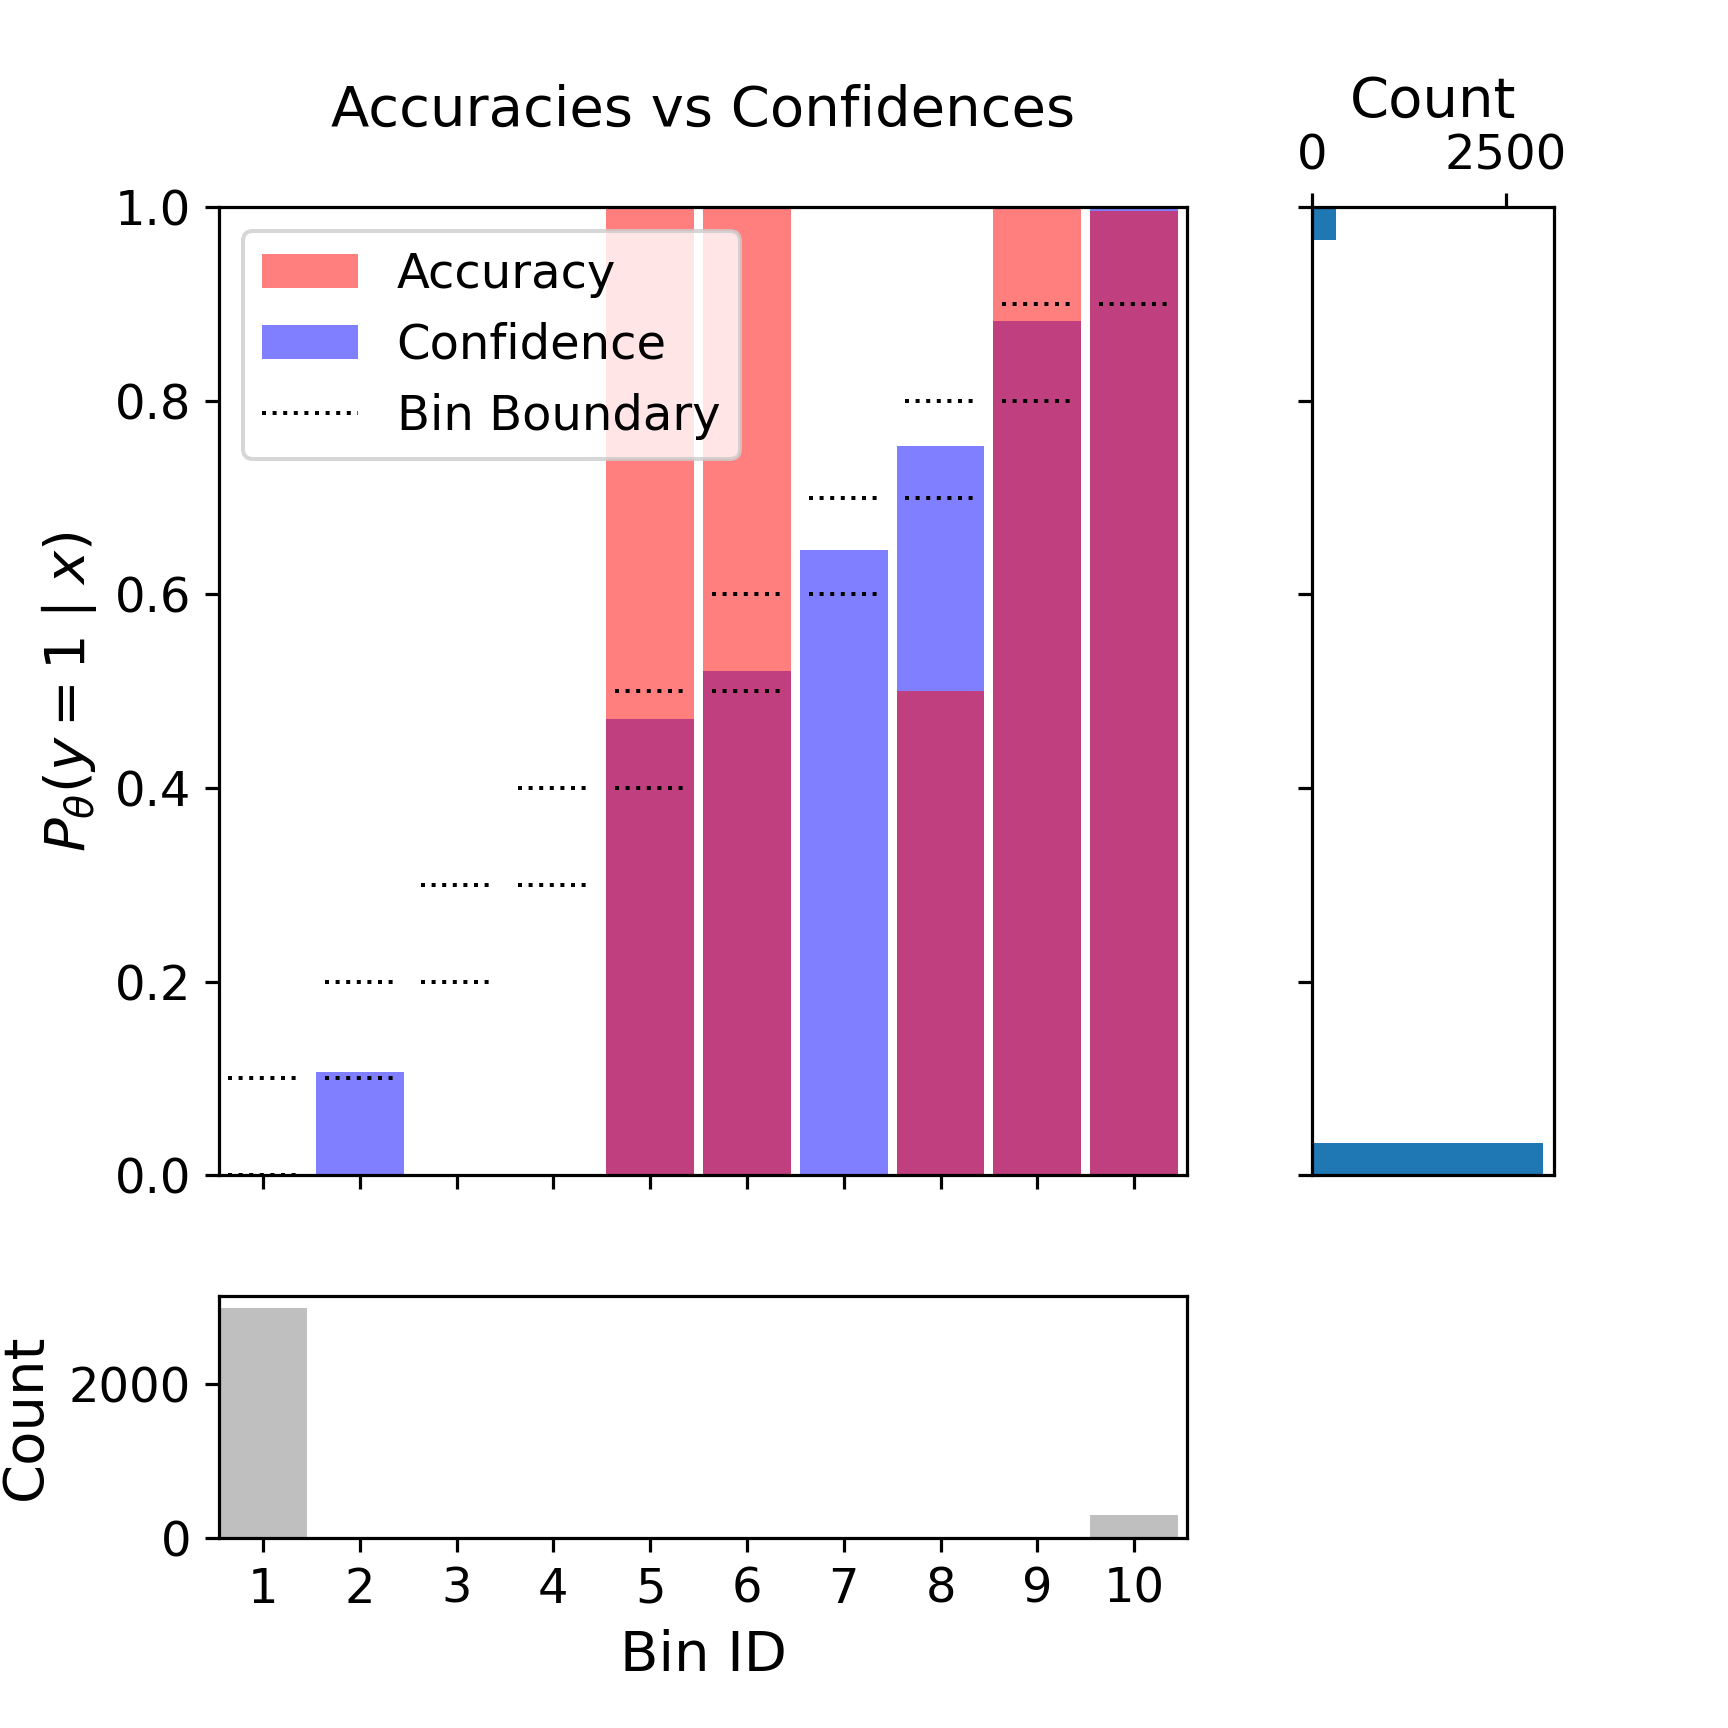 Accuracies vs Confidences
Count
0 2500
1.0
0.8
0.6
0.4
0.2
0.0
P_θ(y = 1 | x)
Accuracy
Confidence
Bin Boundary
Count
2000
0
1 2 3 4 5 6 7 8 9 10
Bin ID